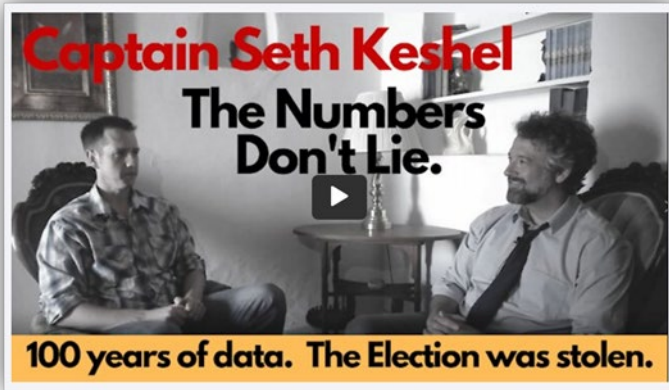 Captain Seth Keshel
The Numbers
Don't Lie.
100 years of data. The Election was stolen.